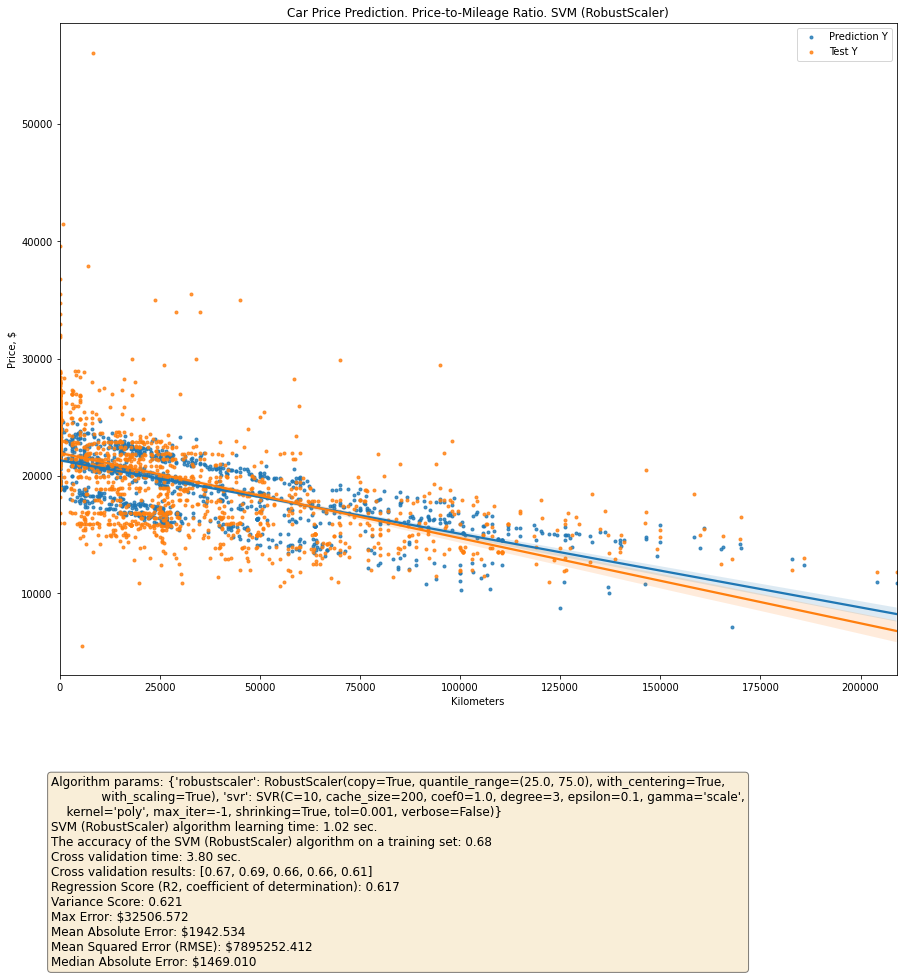 Car Price Prediction. Price-to-Mileage Ratio. SVM (RobustScaler)
Prediction Y
Test Y
50000
40000
30000
20000
10000
Price, $
0 25000 50000 75000 100000 125000 150000 175000 200000
Kilometers
Algorithm params: {'robustscaler': RobustScaler(copy=True, quantile_range=(25.0, 75.0), with_centering=True,
with_scaling=True), 'svr': SVR(C=10, cache_size=200, coef0=1.0, degree=3, epsilon=0.1, gamma='scale',
kernel='poly', max_iter=-1, shrinking=True, tol=0.001, verbose=False)}
SVM (RobustScaler) algorithm learning time: 1.02 sec.
The accuracy of the SVM (RobustScaler) algorithm on a training set: 0.68
Cross validation time: 3.80 sec.
Cross validation results: [0.67, 0.69, 0.66, 0.66, 0.61]
Regression Score (R2, coefficient of determination): 0.617
Variance Score: 0.621
Max Error: $32506.572
Mean Absolute Error: $1942.534
Mean Squared Error (RMSE): $7895252.412
Median Absolute Error: $1469.010